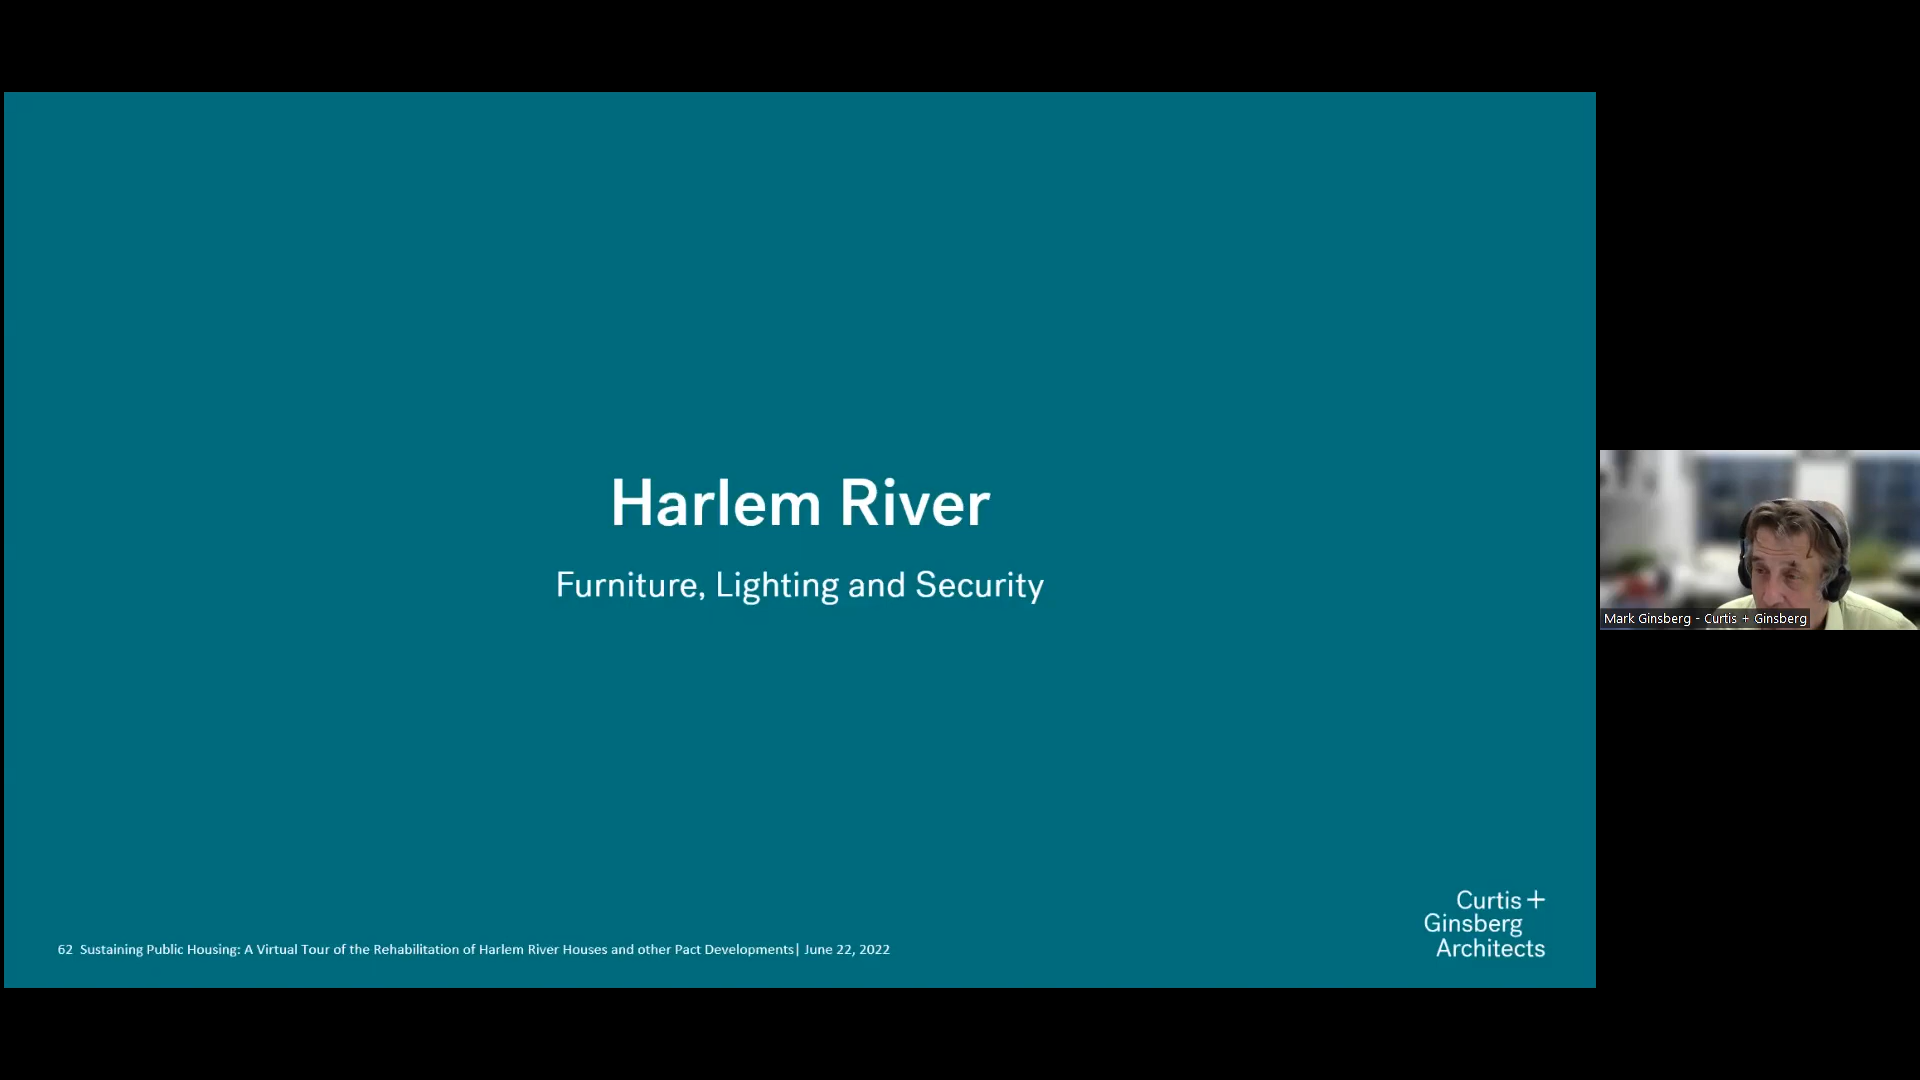 Harlem River
Furniture, Lighting and Security
Mark Ginsberg - Curtis + Ginsberg
Curtis +
Ginsberg
Architects
62 Sustaining Public Housing: A Virtual Tour of the Rehabilitation of Harlem River Houses and other Pact Developments| June 22, 2022